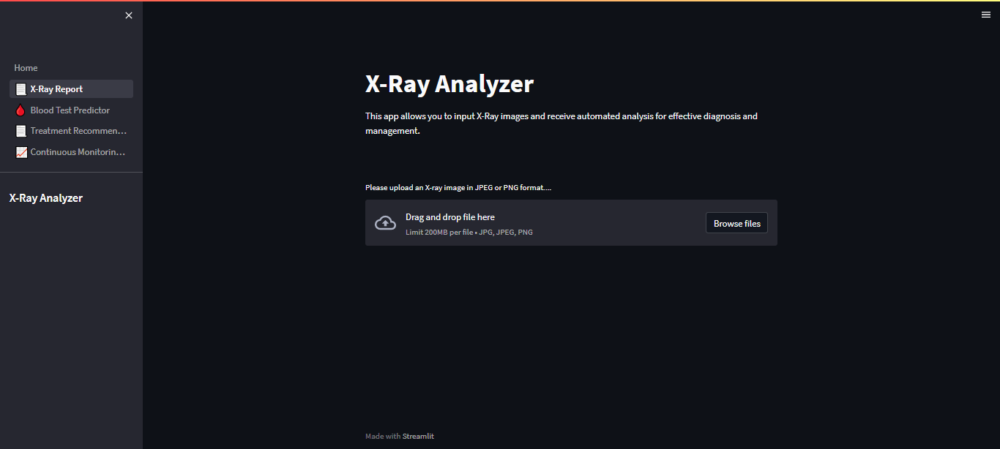 Home
X-Ray Report
Blood Test Predictor
Treatment Recommen...
Continuous Monitorin...
X-Ray Analyzer
X-Ray Analyzer
This app allows you to input X-Ray images and receive automated analysis for effective diagnosis and
management.
Please upload an X-ray image in JPEG or PNG format....
Drag and drop file here
Limit 200MB per file • JPG, JPEG, PNG
Browse files
Made with Streamlit